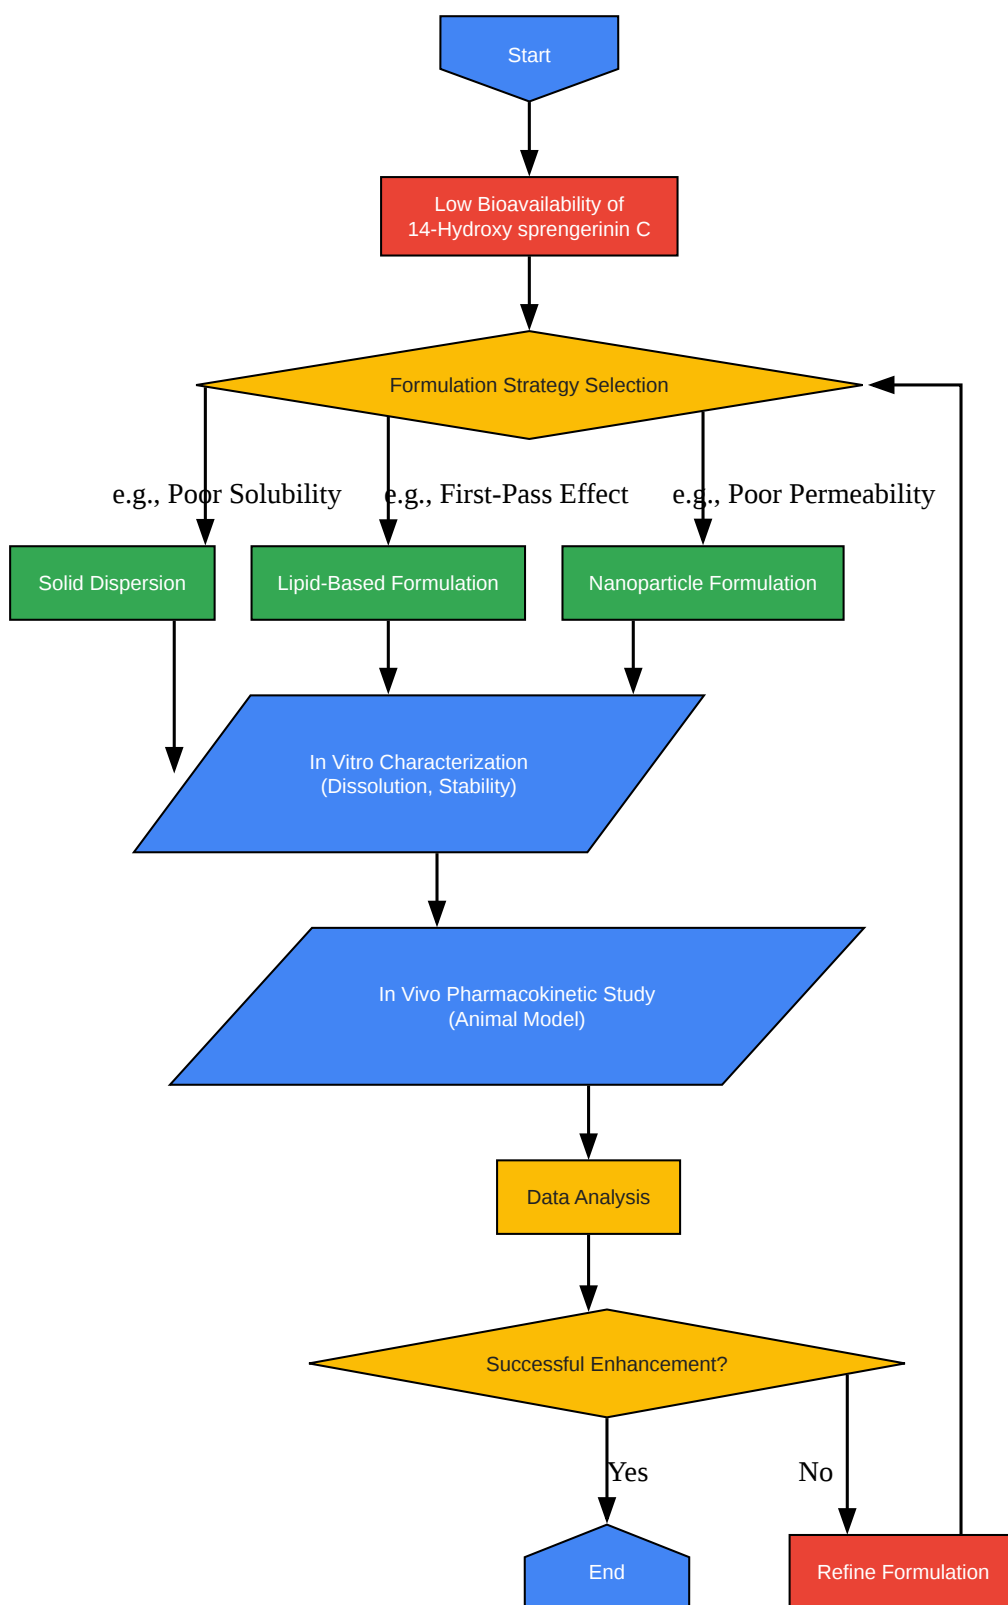 Start
Low Bioavailability of
14-Hydroxy sprengerinin C
Formulation Strategy Selection
e.g., Poor Solubility
e.g., First-Pass Effect
e.g., Poor Permeability
Solid Dispersion
Lipid-Based Formulation
Nanoparticle Formulation
In Vitro Characterization
(Dissolution, Stability)
In Vivo Pharmacokinetic Study
(Animal Model)
Data Analysis
Successful Enhancement?
Yes
No
End
Refine Formulation